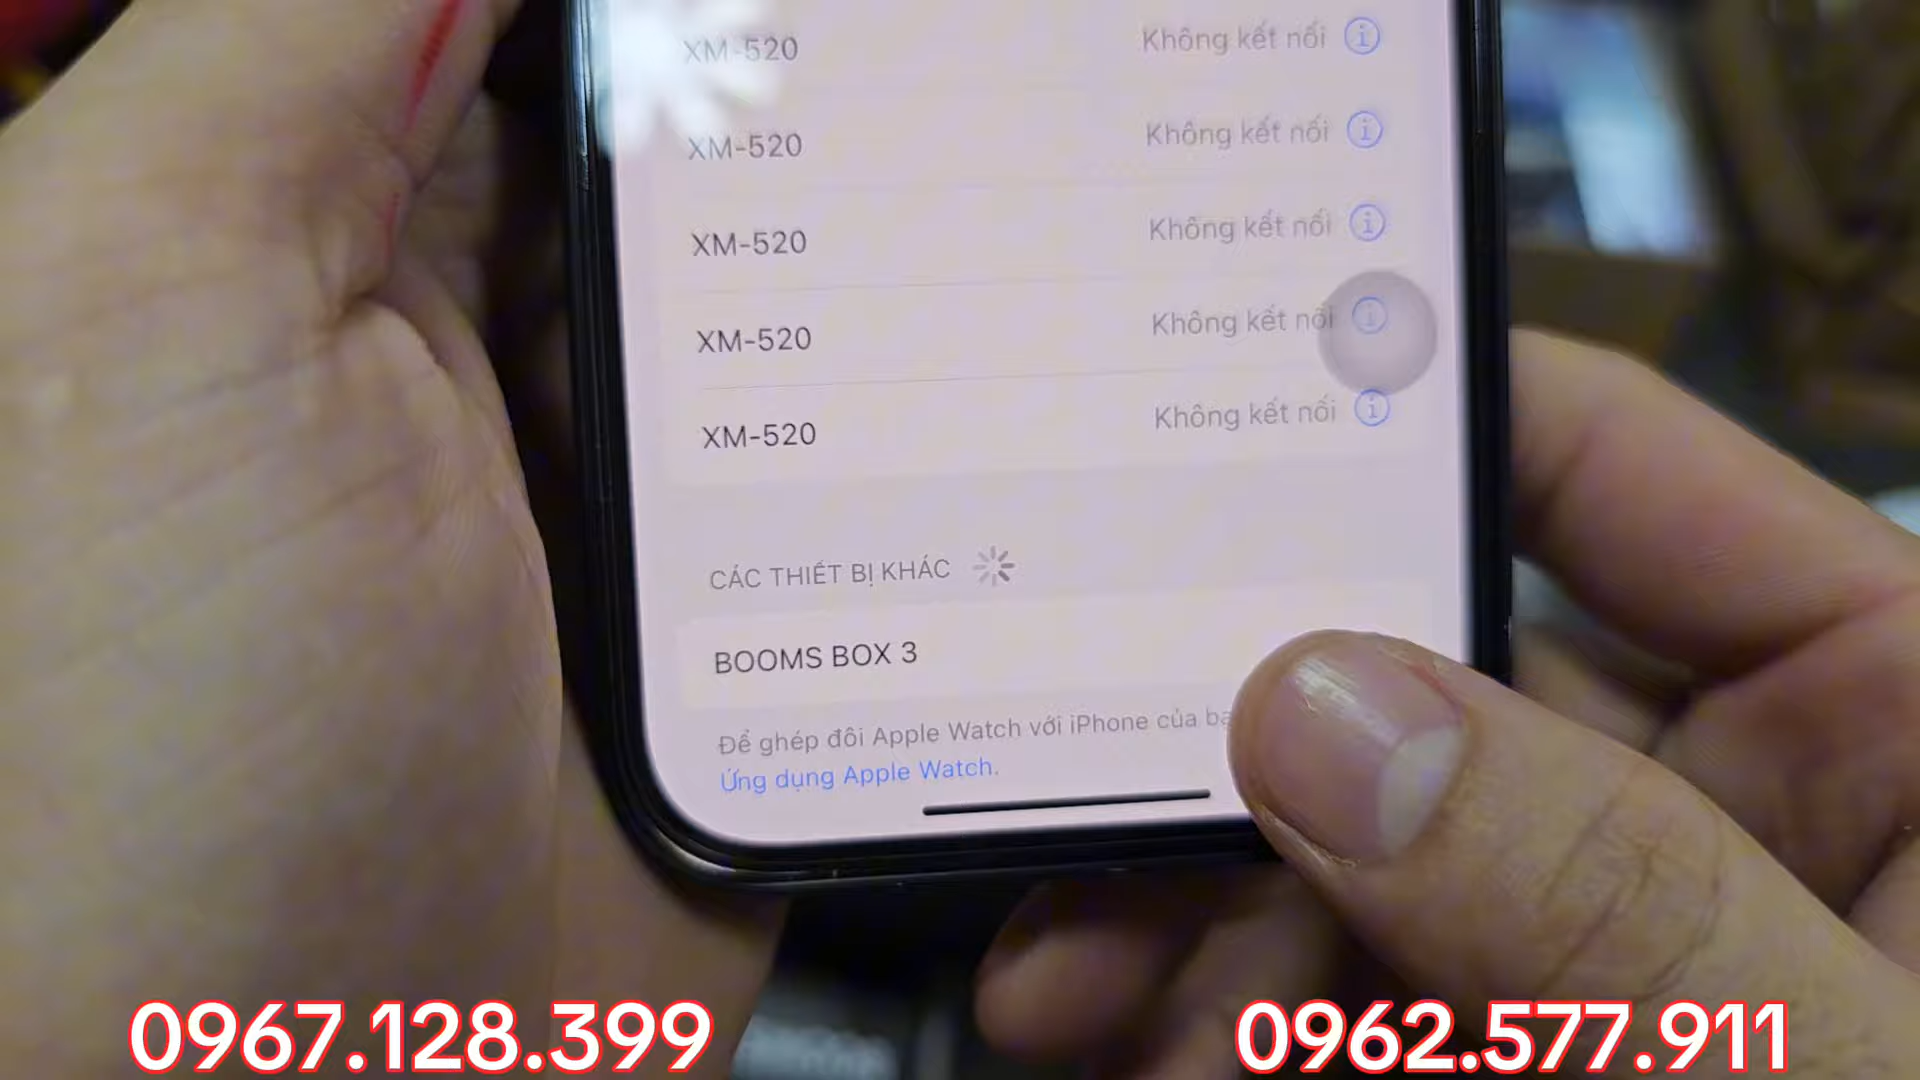 XM-520 Không kết nối
XM-520 Không kết nối
XM-520 Không kết nối
XM-520 Không kết nối
XM-520 Không kết nối
CÁC THIẾT BỊ KHÁC
BOOMS BOX 3
Để ghép đôi Apple Watch với iPhone của
Ứng dụng Apple Watch.
0967.128.399
0962.577.911